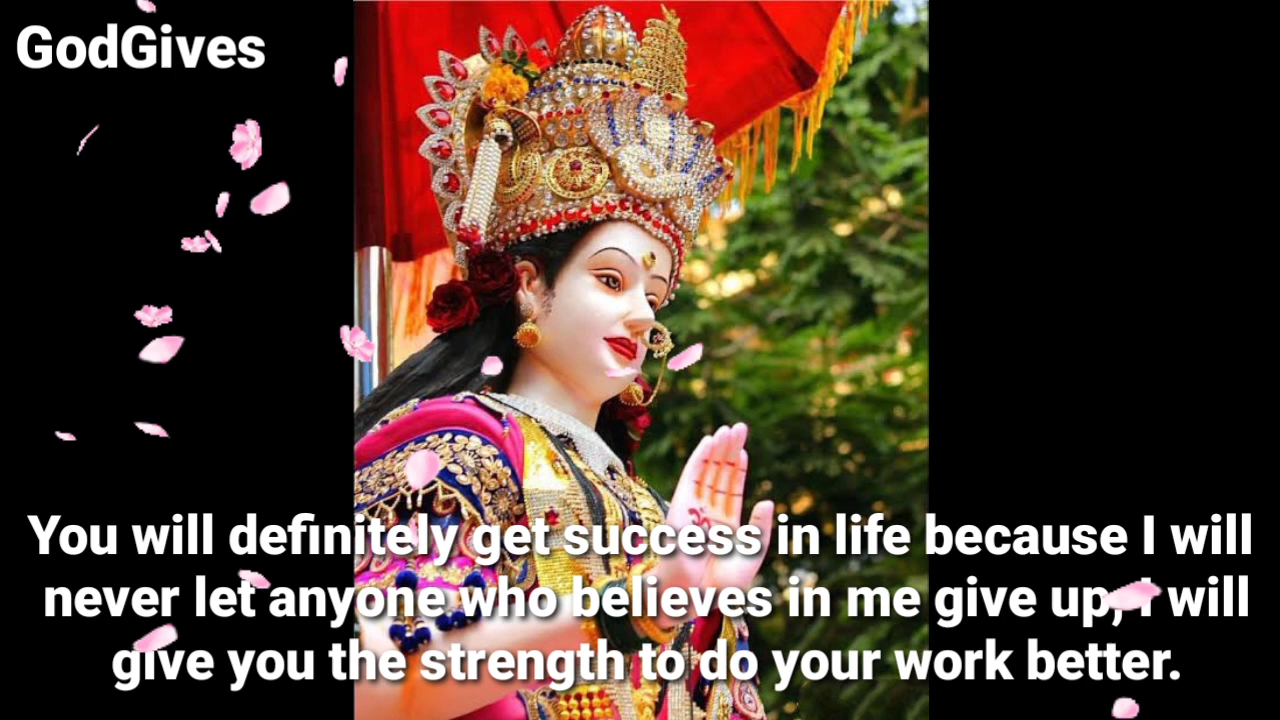 GodGives
You will definitely get success in life because I will
never let anyone who believes in me give up, I will
give you the strength to do your work better.